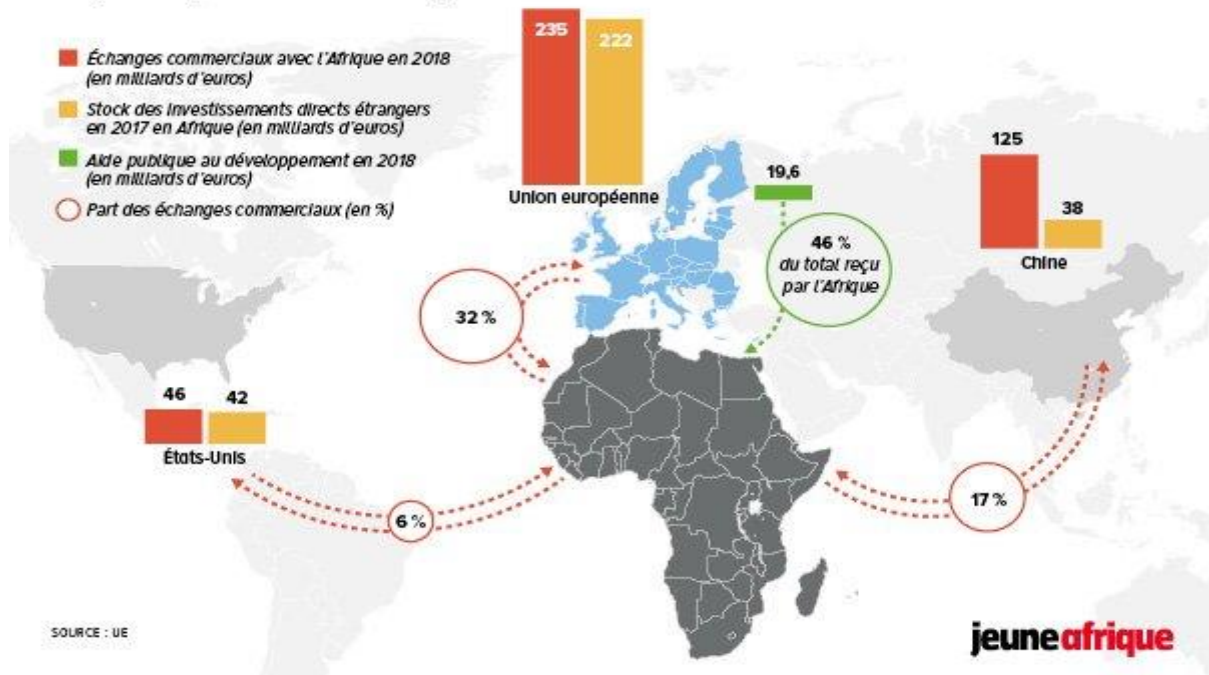 Échanges commerciaux avec l'Afrique en 2018
(en milliards d'euros)
Stock des investissements directs étrangers
en 2017 en Afrique (en milliards d'euros)
Aide publique au développement en 2018
(en milliards d'euros)
Part des échanges commerciaux (en %)
235
222
Union européenne
19,6
46 %
du total reçu
par l'Afrique
125
38
Chine
32 %
46
42
États-Unis
6 %
17 %
SOURCE : UE
jeuneafrique